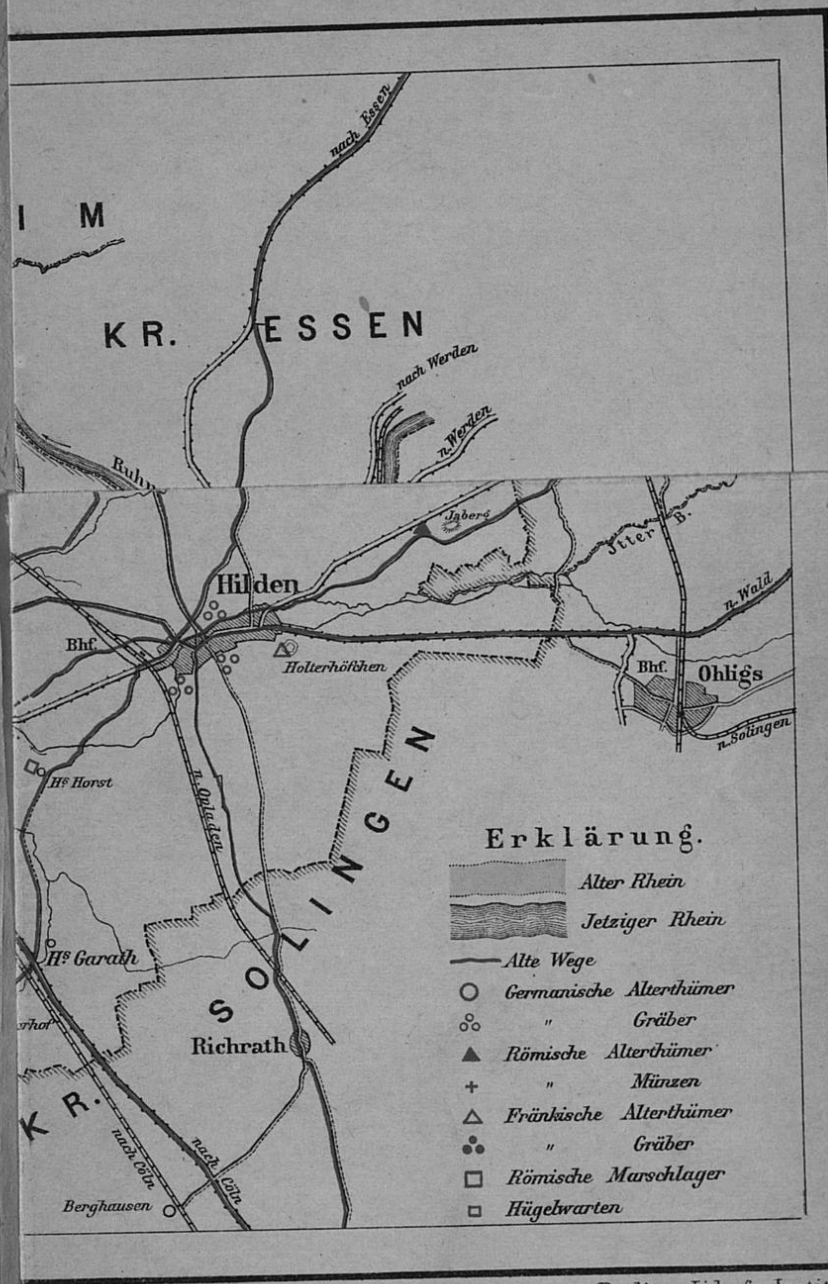 nach Essen
I M
KR. ESSEN
nach Werden
n. Werden
Ruhr
Jaberg
Jtter B.
Hilden
n. Wald
Bhf.
Holterhöfchen
Bhf.
Ohligs
n. Solingen
Hs. Horst
n. Opladen
SOLINGEN
Hs. Garath
Richrath
KR.
nach Cöln
nach Cöln
Berghausen
Erklärung.
Alter Rhein
Jetziger Rhein
Alte Wege
Germanische Alterthümer
" Gräber
Römische Alterthümer
" Münzen
Fränkische Alterthümer
" Gräber
Römische Marschlager
Hügelwarten